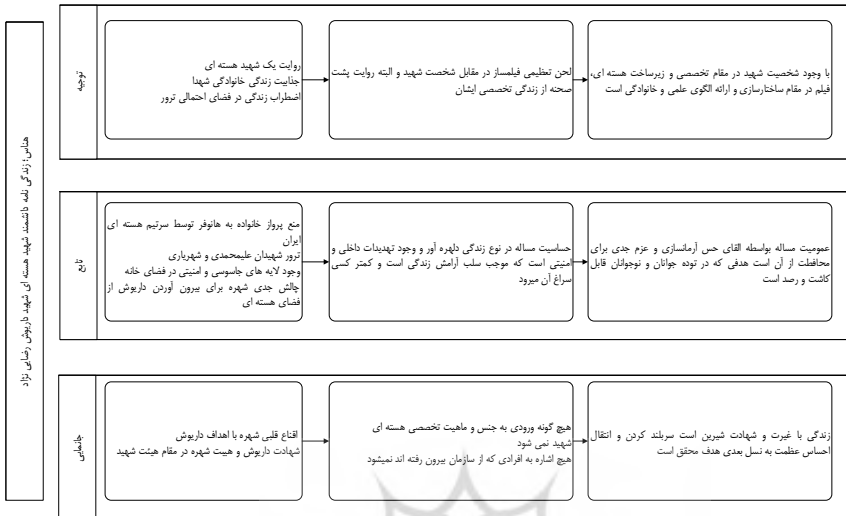 هناس؛ زندگی نامه دانشمند شهید هسته ای شهید داریوش رضایی نژاد
توجیه
روایت یک شهید هسته ای
جذابیت زندگی خانوادگی شهدا
اضطراب زندگی در فضای احتمالی ترور
لحن تعظیمی فیلمساز در مقابل شخصت شهید و البته روایت پشت
صحنه از زندگی تخصصی ایشان
با وجود شخصیت شهید در مقام تخصصی و زیرساخت هسته ای،
فیلم در مقام ساختارسازی و ارائه الگوی علمی و خانوادگی است
تابع
منع پرواز خانواده به هانوفر توسط سرتیم هسته ای
ایران
ترور شهیدان علیمحمدی و شهریاری
وجود لایه های جاسوسی و امنیتی در فضای خانه
چالش جدی شهره برای بیرون آوردن داریوش از
فضای هسته ای
حساسیت مساله در نوع زندگی دلهره آور و وجود تهدیدات داخلی و
امنیتی است که موجب سلب آرامش زندگی است و کمتر کسی
سراغ آن میرود
عمومیت مساله بواسطه القای حس آرمانسازی و عزم جدی برای
محافظت از آن است هدفی که در توده جوانان و نوجوانان قابل
کاشت و رصد است
جانمایی
اقناع قلبی شهره با اهداف داریوش
شهادت داریوش و هیبت شهره در مقام هیئت شهید
هیچ گونه ورودی به جنس و ماهیت تخصصی هسته ای
شهید نمی شود
هیچ اشاره به افرادی که از سازمان بیرون رفته اند نمیشود
زندگی با غیرت و شهادت شیرین است سربلند کردن و انتقال
احساس عظمت به نسل بعدی هدف محقق است